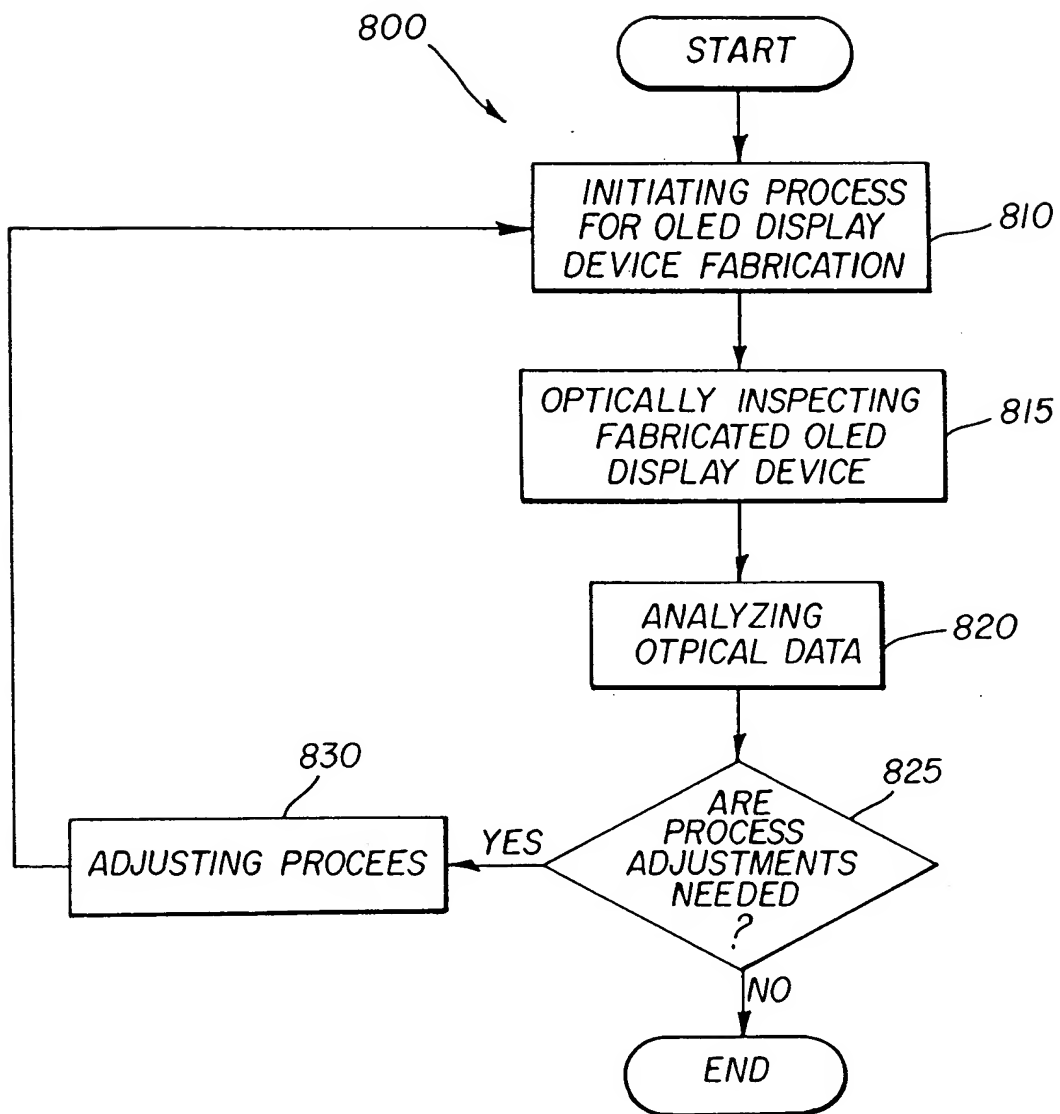 800
START
INITIATING PROCESS
FOR OLED DISPLAY
DEVICE FABRICATION
810
OPTICALLY INSPECTING
FABRICATED OLED
DISPLAY DEVICE
815
ANALYZING
OTPICAL DATA
820
825
ARE
PROCESS
ADJUSTMENTS
NEEDED
?
YES
830
ADJUSTING PROCEES
NO
END